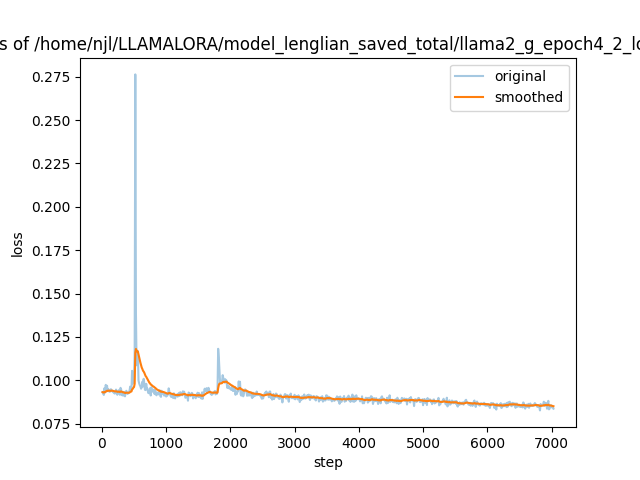 s of /home/njl/LLAMALORA/model_lenglian_saved_total/llama2_g_epoch4_2_lo
original
smoothed
0.275
0.250
0.225
0.200
0.175
0.150
0.125
0.100
0.075
loss
0 1000 2000 3000 4000 5000 6000 7000
step